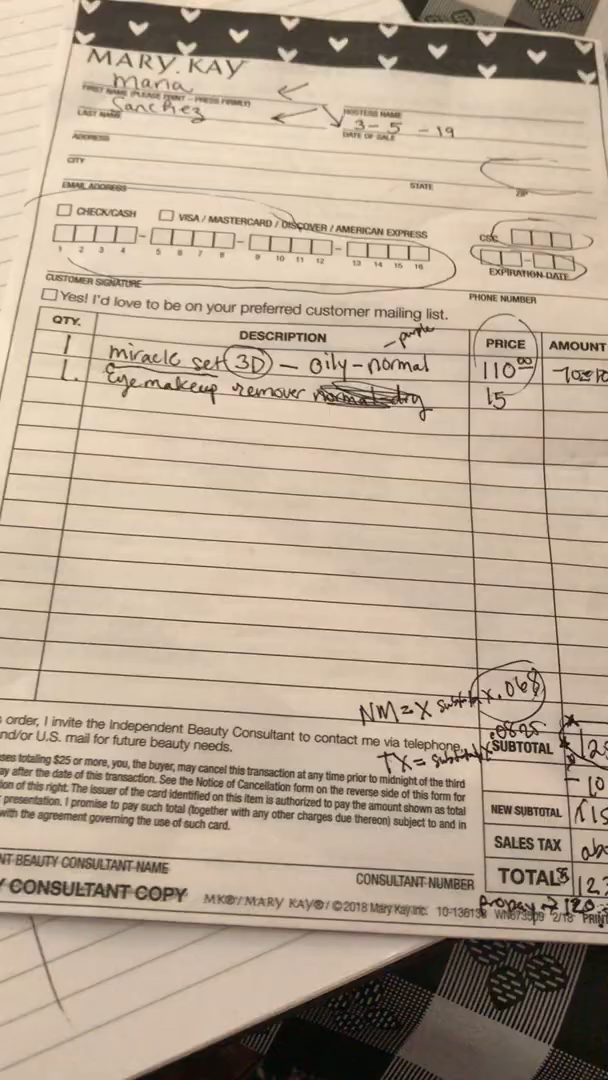 MARY KAY
Maria
FIRST NAME (PLEASE PRINT – PRESS FIRMLY)
HOSTESS NAME
Sanchez
3-5-19
LAST NAME
DATE OF SALE
ADDRESS
CITY
STATE
ZIP
EMAIL ADDRESS
CHECK/CASH
VISA / MASTERCARD / DISCOVER / AMERICAN EXPRESS
CSC
1 2 3 4 5 6 7 8 9 10 11 12 13 14 15 16
EXPIRATION DATE
CUSTOMER SIGNATURE
PHONE NUMBER
Yes! I'd love to be on your preferred customer mailing list.
QTY. DESCRIPTION PRICE AMOUNT
purple
1 miracle set 3D – Oily – normal 110.00
1. Eye makeup remover 15
NM = X subtotal x .068
.0825
TX = subtotal x
order, I invite the Independent Beauty Consultant to contact me via telephone,
and/or U.S. mail for future beauty needs.
SUBTOTAL 125
- 10
ses totaling $25 or more, you, the buyer, may cancel this transaction at any time prior to midnight of the third
ay after the date of this transaction. See the Notice of Cancellation form on the reverse side of this form for
on of this right. The issuer of the card identified on this item is authorized to pay the amount shown as total
presentation. I promise to pay such total (together with any other charges due thereon) subject to and in
with the agreement governing the use of such card.
NEW SUBTOTAL 115
SALES TAX
TOTAL $ 12
NT BEAUTY CONSULTANT NAME
CONSULTANT NUMBER
CONSULTANT COPY
MK®/MARY KAY®/ ©2018 Mary Kay Inc. 2/18 PRIN
120